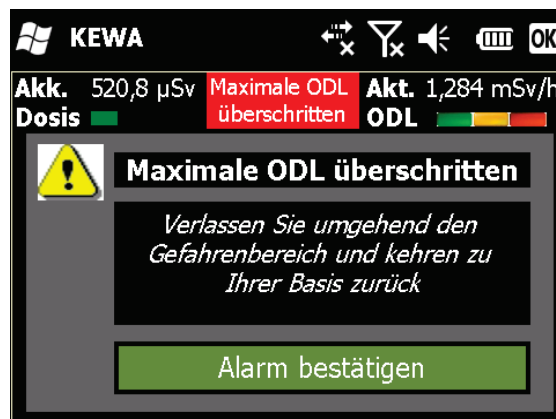 KEWA
OK
Akk. 520,8 µSv
Dosis
Maximale ODL
überschritten
Akt. 1,284 mSv/h
ODL
Maximale ODL überschritten
Verlassen Sie umgehend den
Gefahrenbereich und kehren zu
Ihrer Basis zurück
Alarm bestätigen